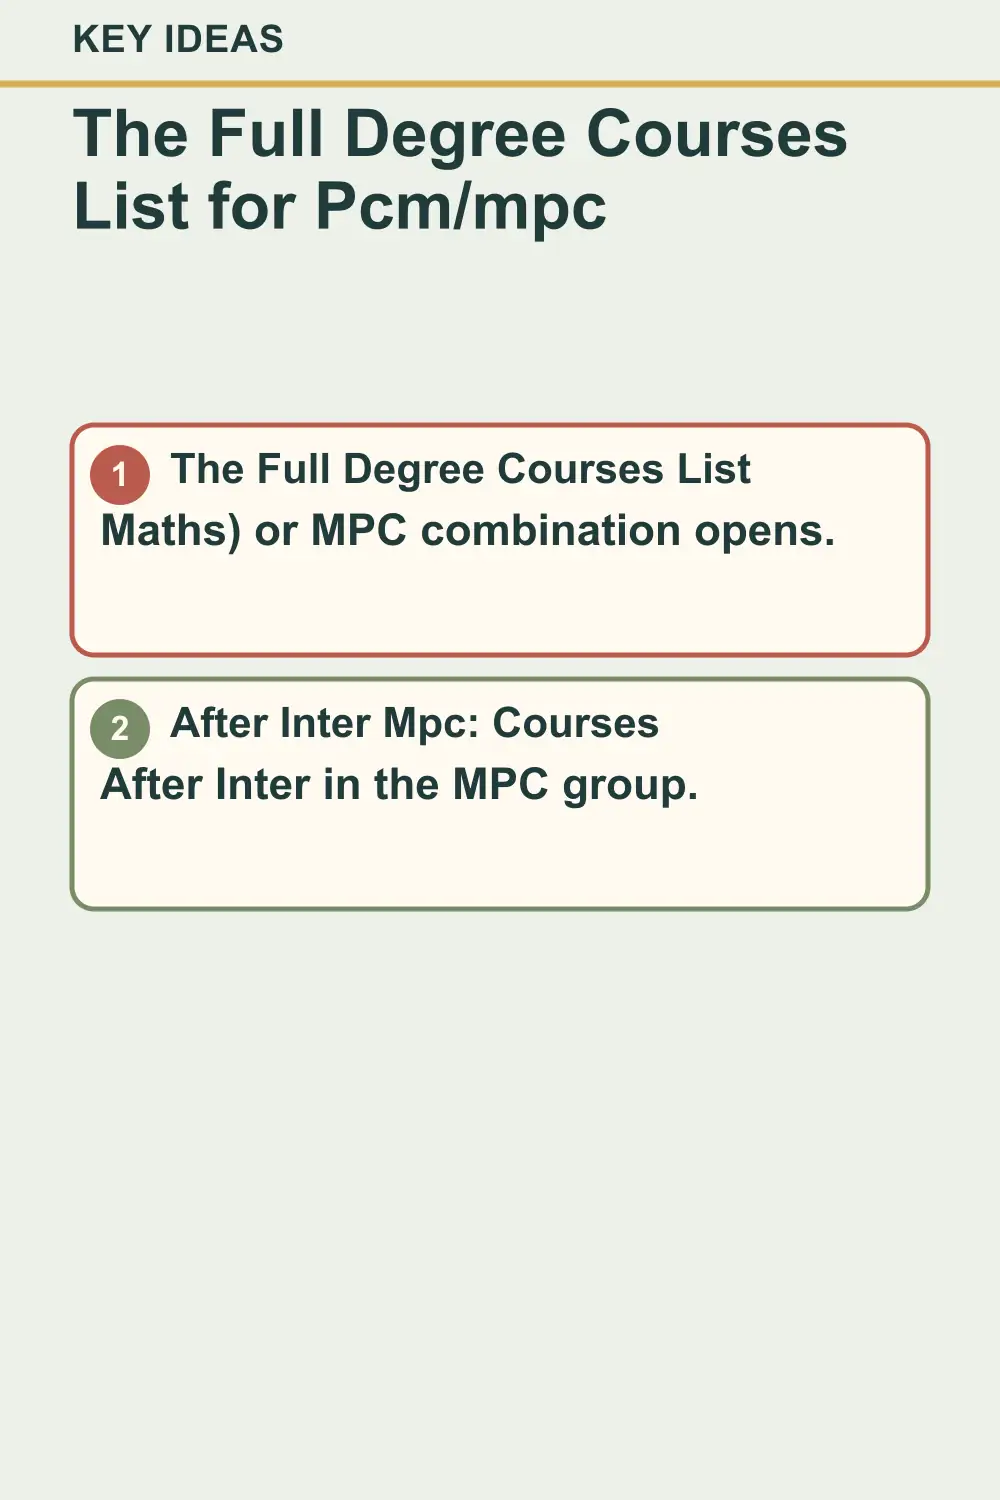 KEY IDEAS
The Full Degree Courses
List for Pcm/mpc
1 The Full Degree Courses List
Maths) or MPC combination opens.
2 After Inter Mpc: Courses
After Inter in the MPC group.